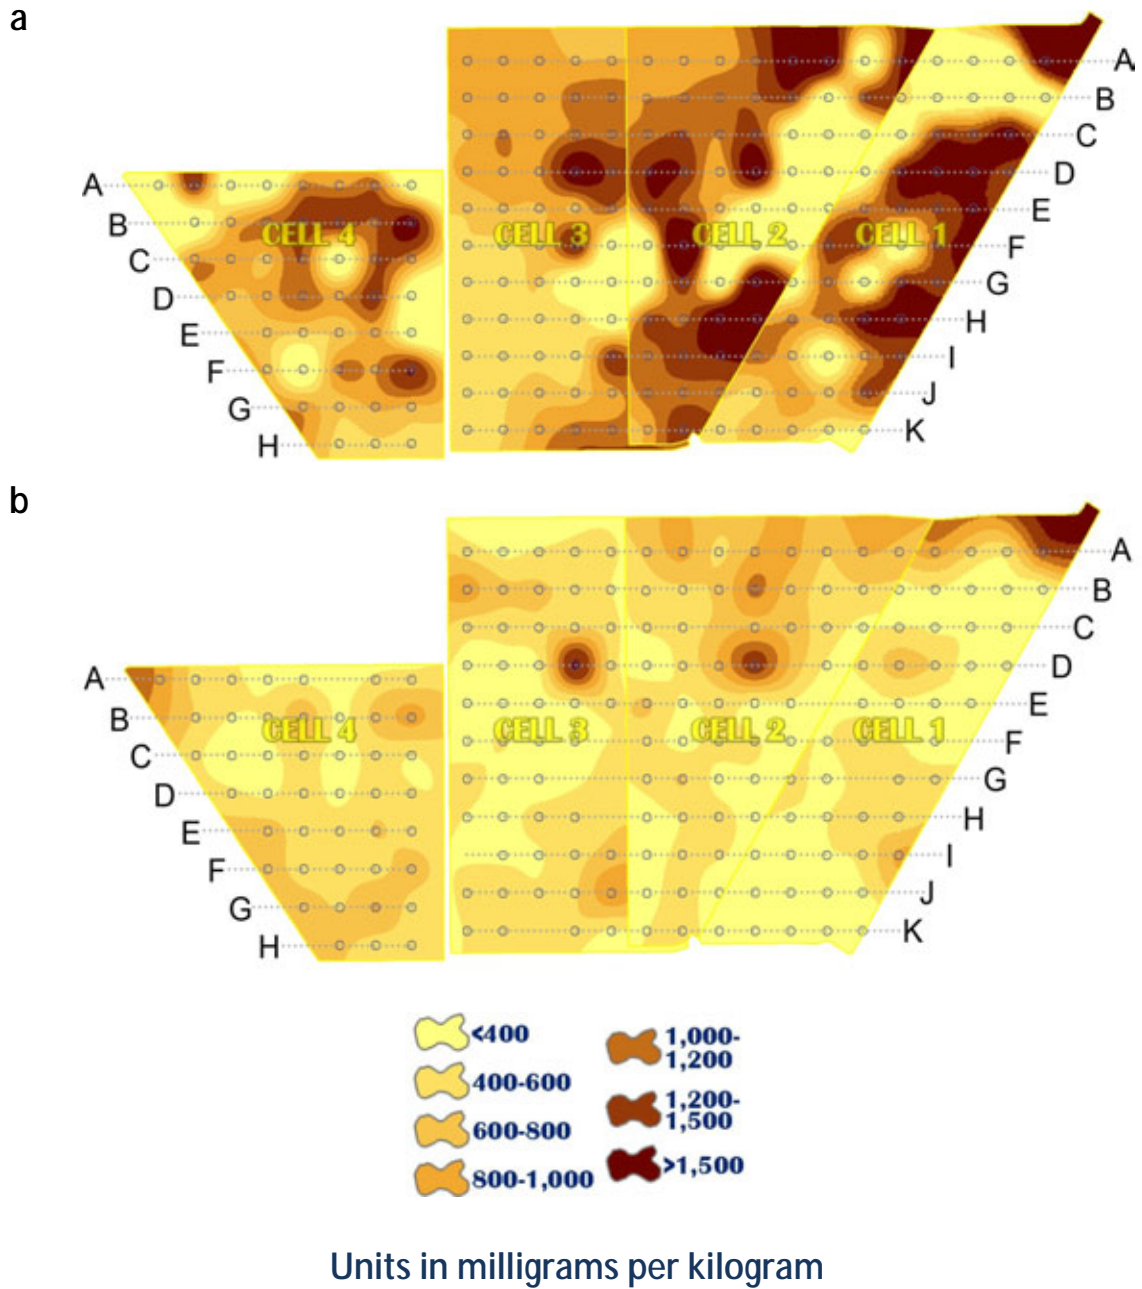 a
A
B
C
D
E
F
G
H
I
J
K
A
B
C
D
E
F
G
H
CELL 4
CELL 3
CELL 2
CELL 1
b
A
B
C
D
E
F
G
H
I
J
K
A
B
C
D
E
F
G
H
CELL 4
CELL 3
CELL 2
CELL 1
<400
400-600
600-800
800-1,000
1,000-
1,200
1,200-
1,500
>1,500
Units in milligrams per kilogram